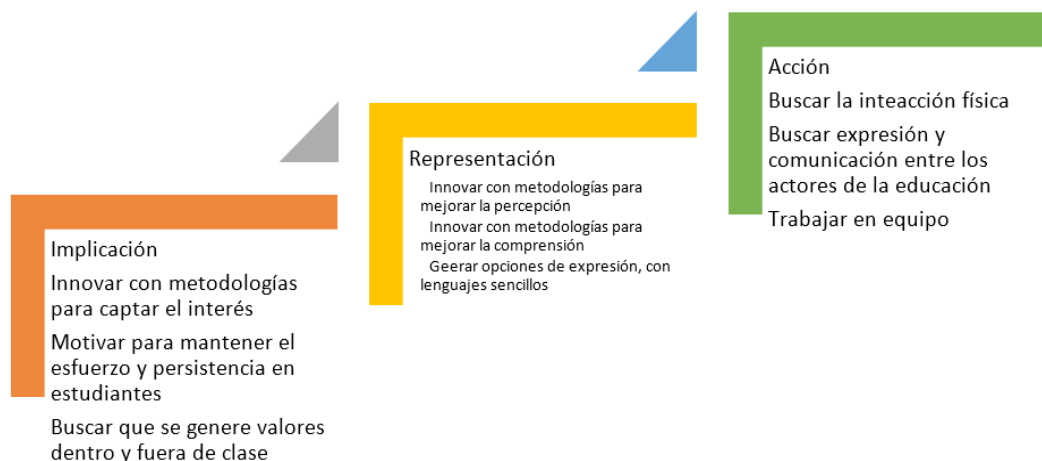 Implicación
Innovar con metodologías
para captar el interés
Motivar para mantener el
esfuerzo y persistencia en
estudiantes
Buscar que se genere valores
dentro y fuera de clase
Representación
Innovar con metodologías para
mejorar la percepción
Innovar con metodologías para
mejorar la comprensión
Geerar opciones de expresión, con
lenguajes sencillos
Acción
Buscar la inteacción física
Buscar expresión y
comunicación entre los
actores de la educación
Trabajar en equipo